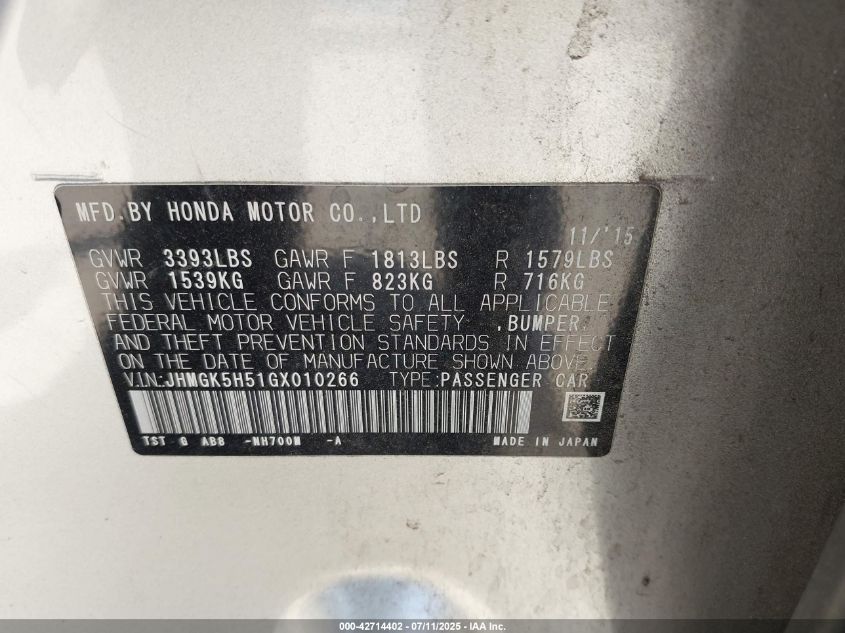 MFD.BY HONDA MOTOR CO.,LTD
11/'15
GVWR 3393LBS GAWR F 1813LBS R 1579LBS
GVWR 1539KG GAWR F 823KG R 716KG
THIS VEHICLE CONFORMS TO ALL APPLICABLE
FEDERAL MOTOR VEHICLE SAFETY ,BUMPER,
AND THEFT PREVENTION STANDARDS IN EFFECT
ON THE DATE OF MANUFACTURE SHOWN ABOVE.
V.IN:JHMGK5H51GX010266 TYPE:PASSENGER CAR
TST G AB8 -NH700M -A MADE IN JAPAN
000-42714402 - 07/11/2025 - IAA Inc.